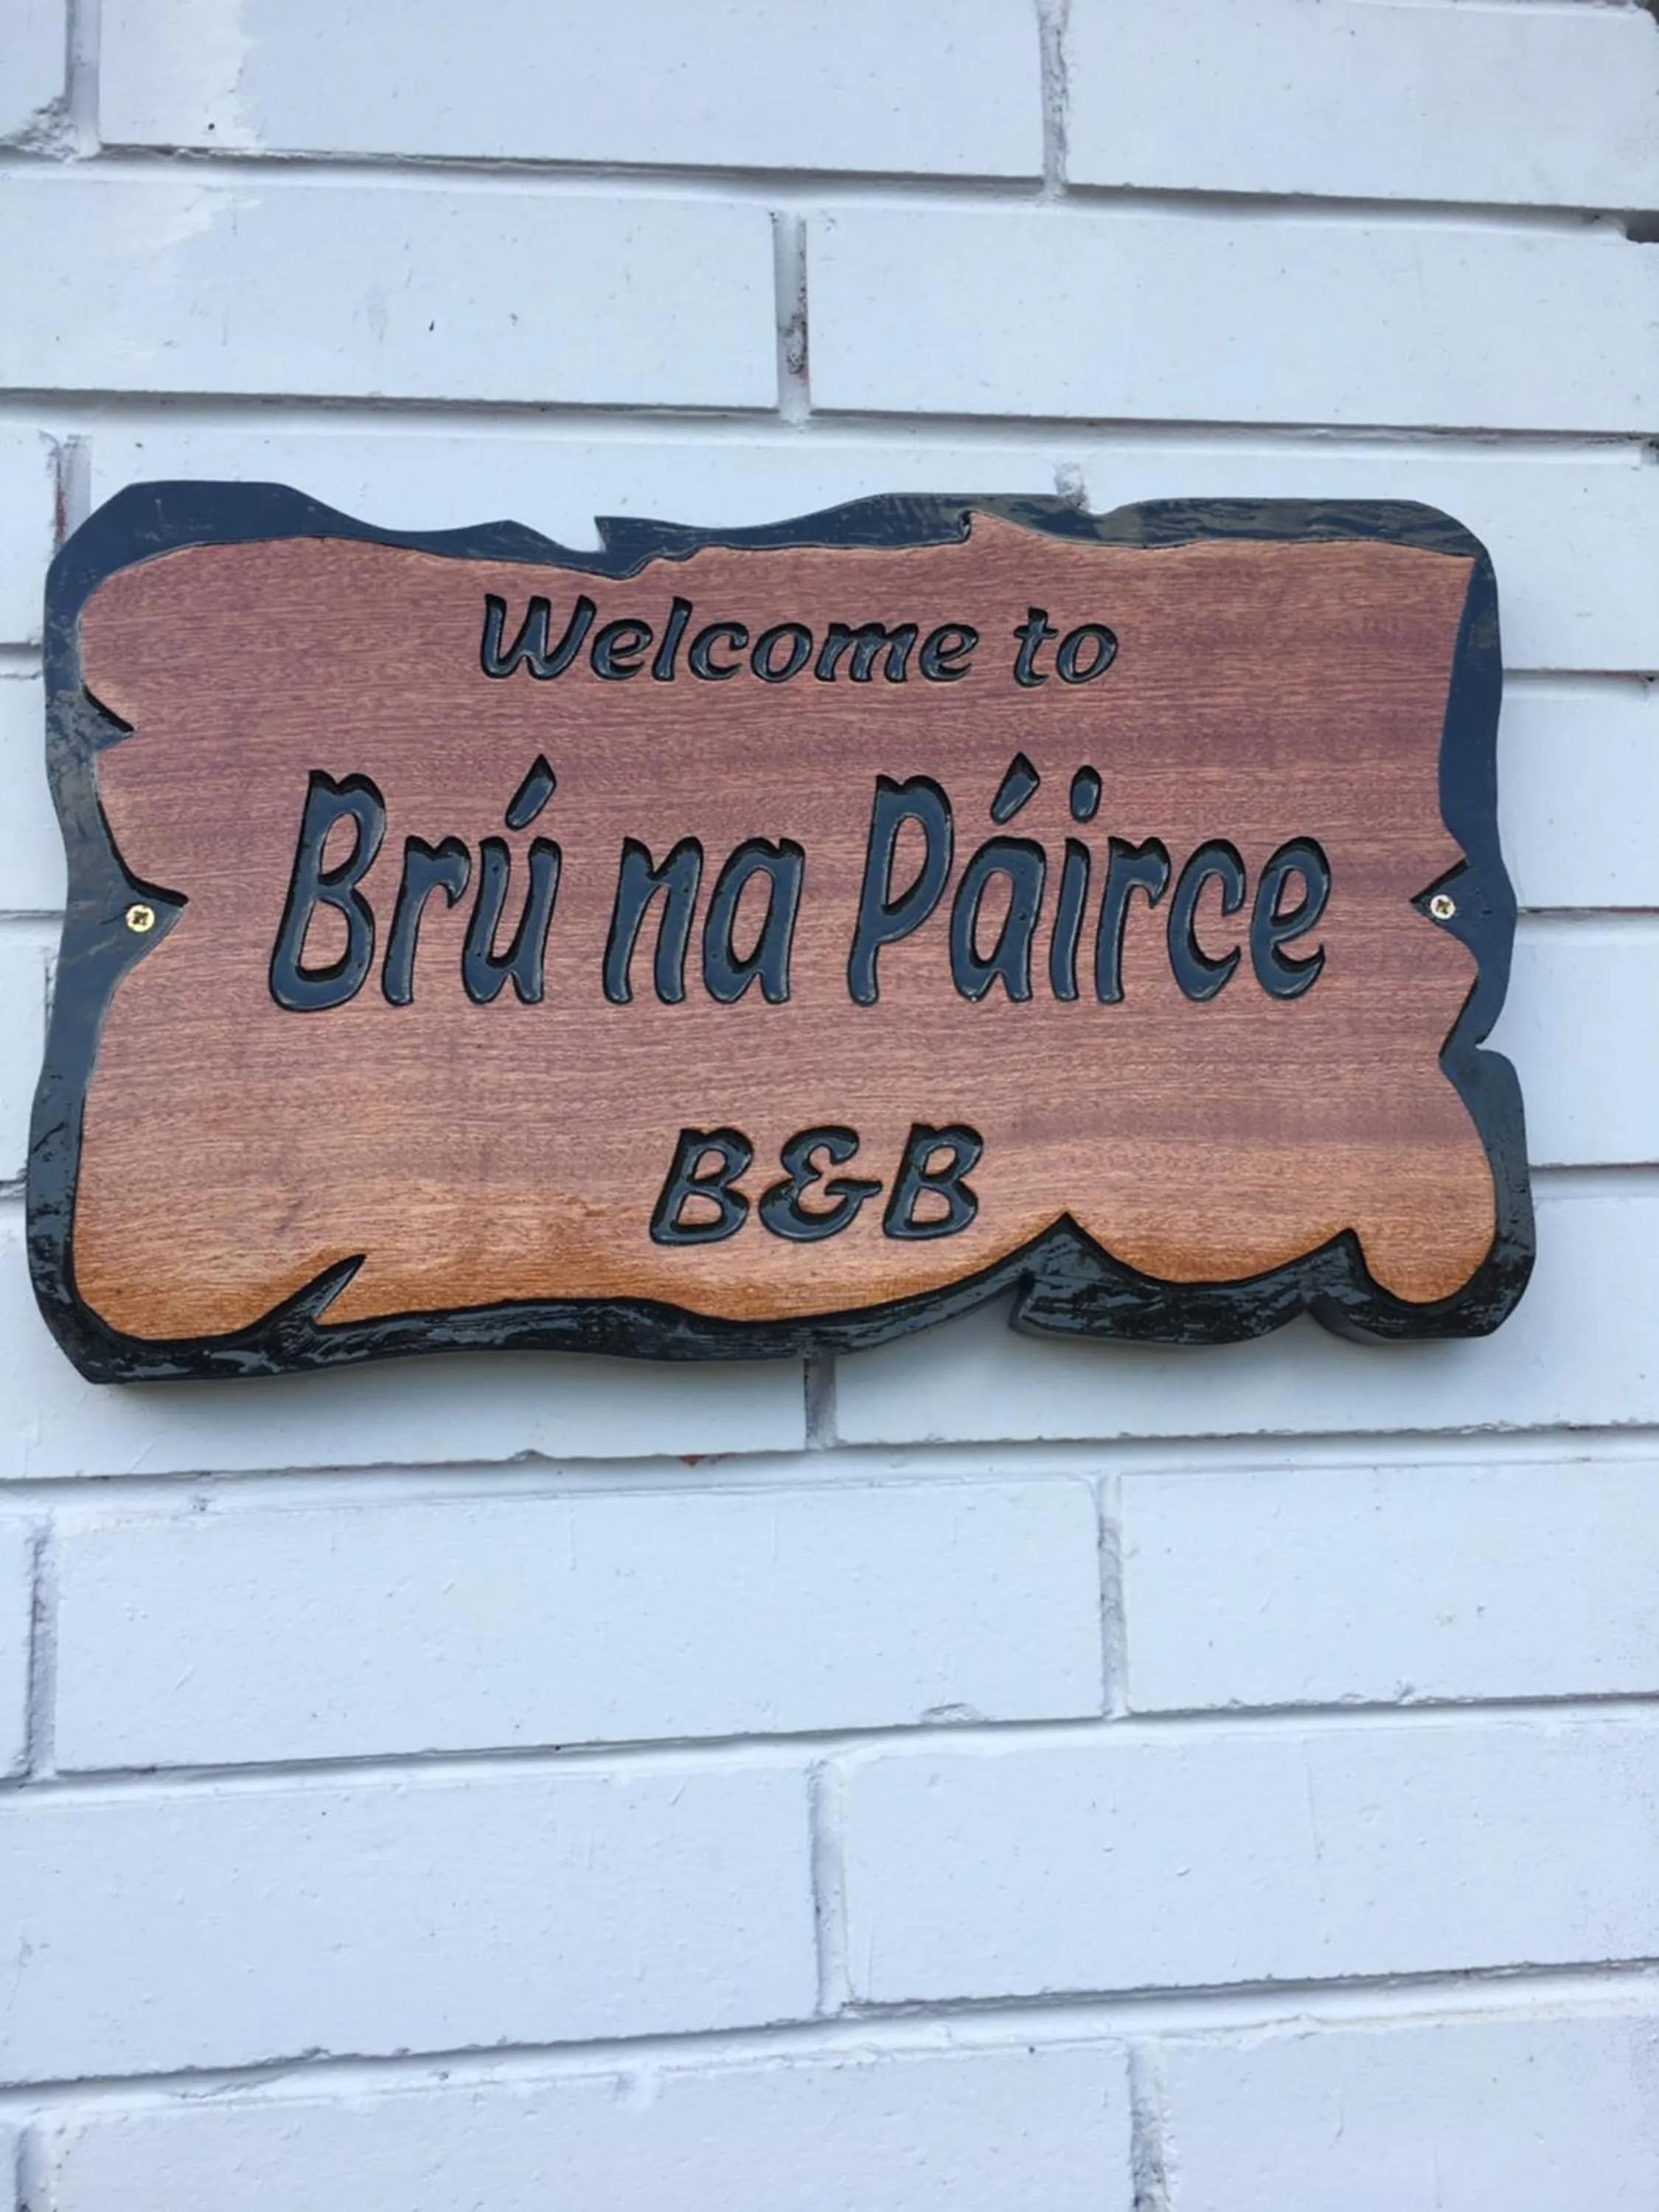 Welcome to
Brú na Páirce
B&B